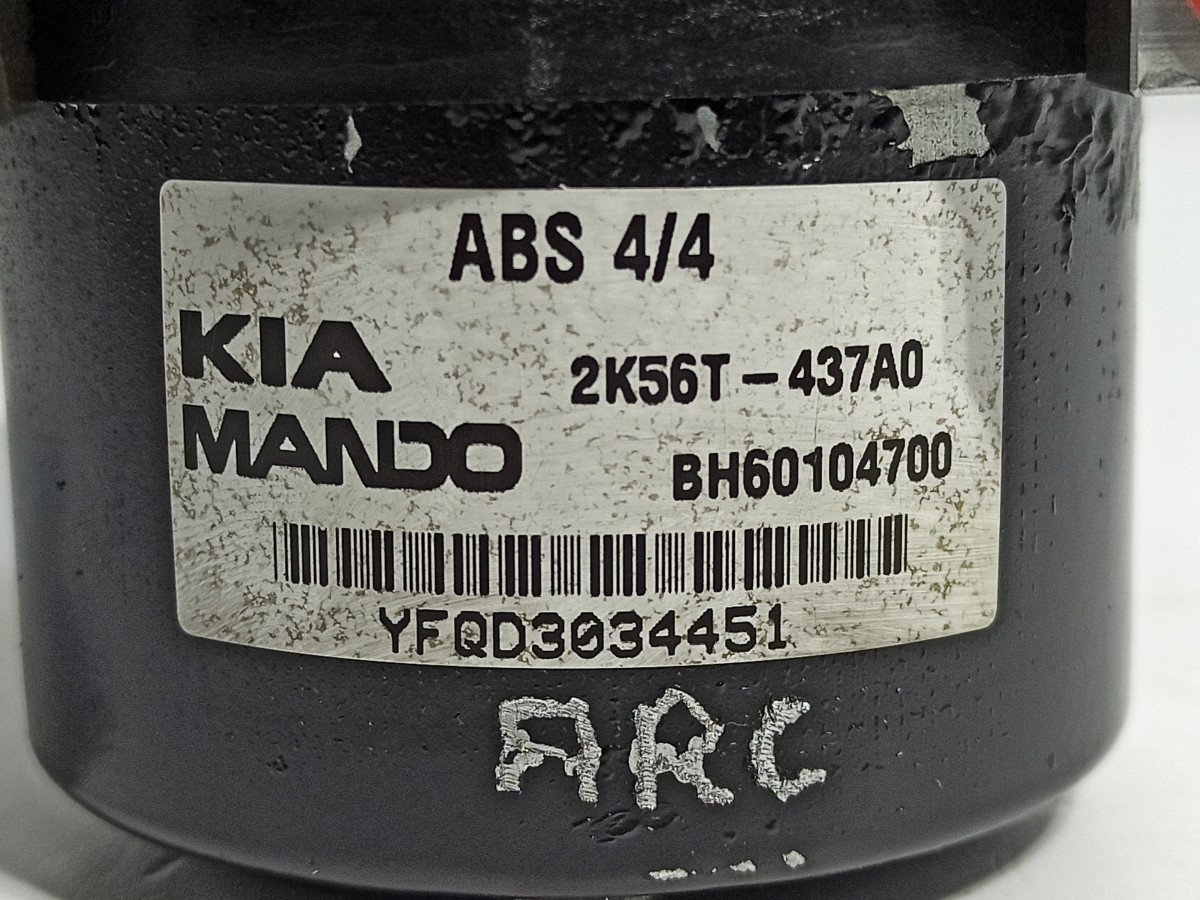 ABS 4/4
KIA
2K56T-437A0
MANDO
BH60104700
YFQD3034451
ARC